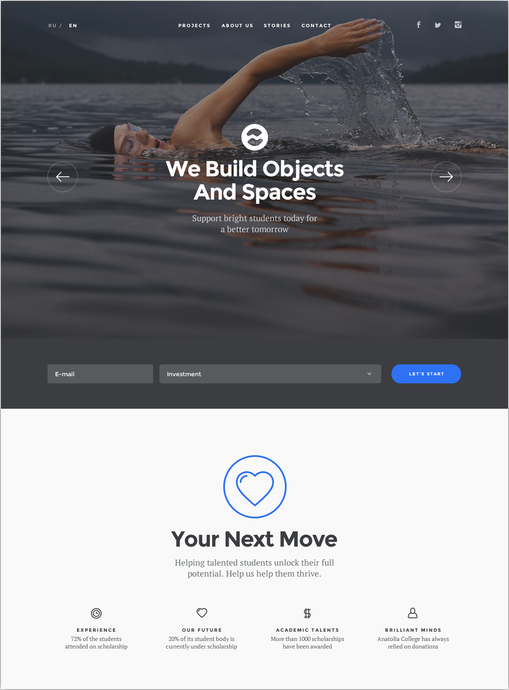 RU / EN
PROJECTS ABOUT US STORIES CONTACT
We Build Objects
And Spaces
Support bright students today for
a better tomorrow
E-mail
Investment
LET'S START
Your Next Move
Helping talented students unlock their full
potential. Help us help them thrive.
EXPERIENCE
72% of the students
attended on scholarship
OUR FUTURE
20% of its student body is
currently under scholarship
ACADEMIC TALENTS
More than 1000 scholarships
have been awarded
BRILLIANT MINDS
Anatolia College has always
relied on donations